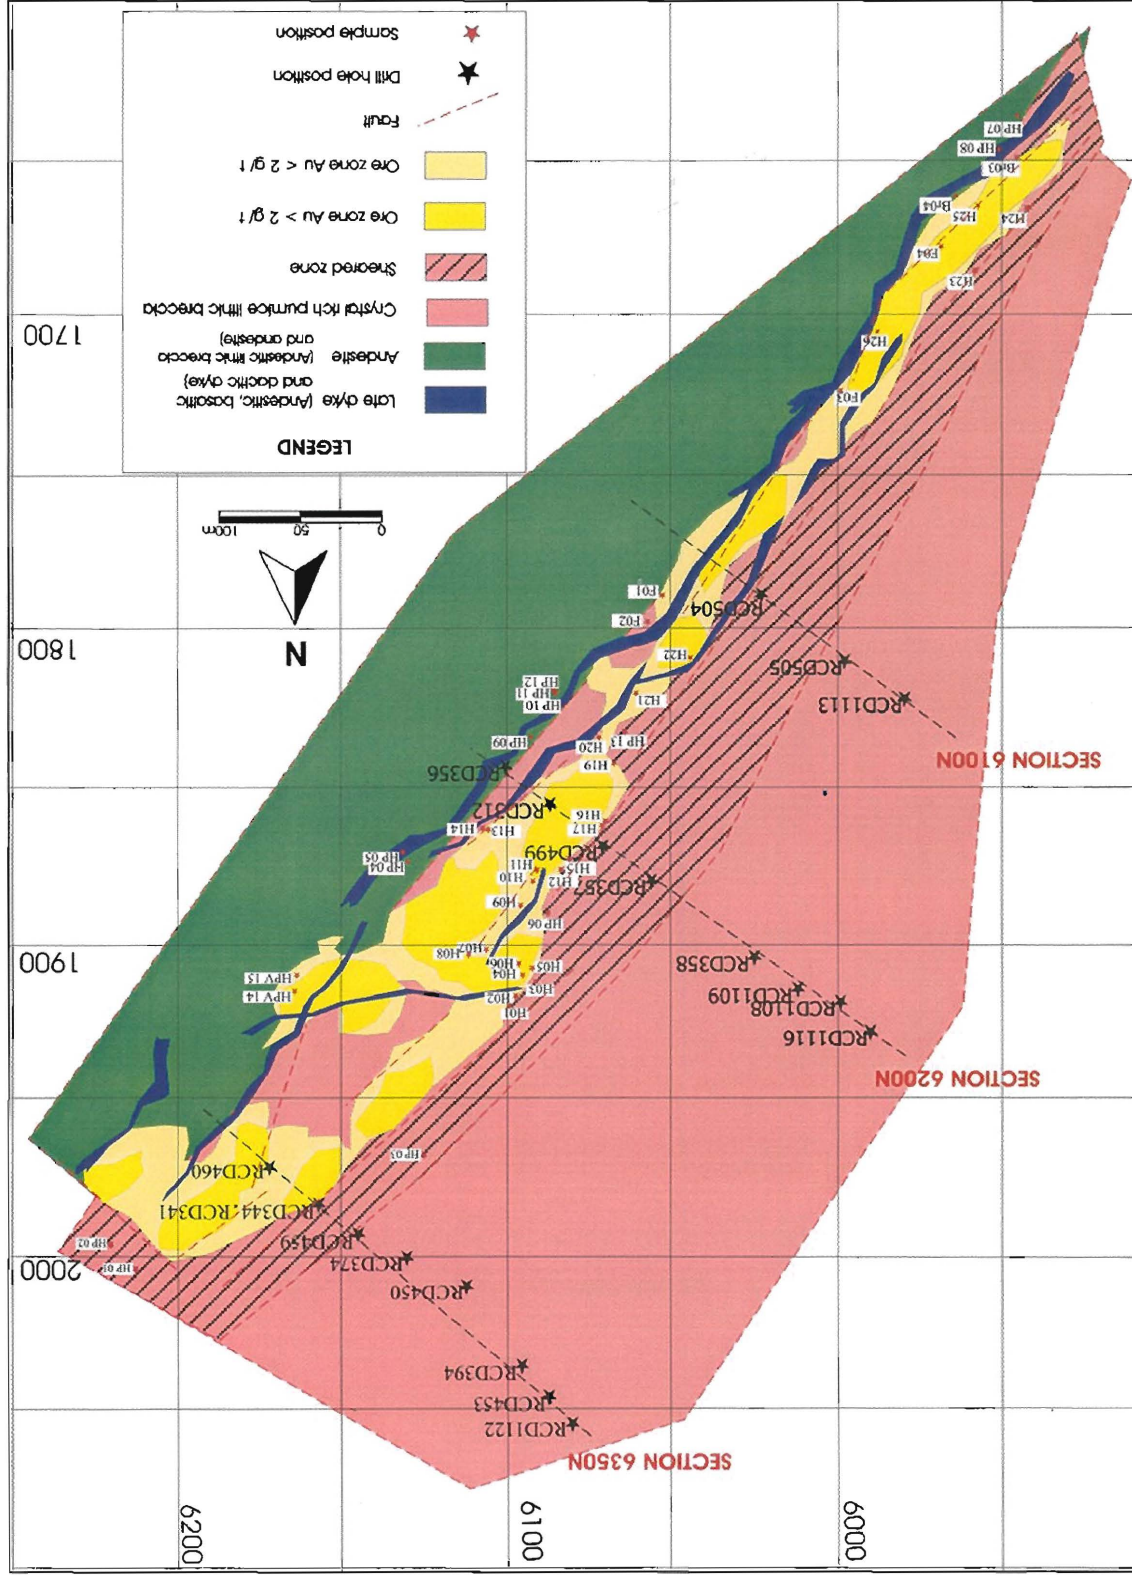 6000
6100
6200
SECTION 6350N
RCD1122
RCD453
RCD394
RCD450
RCD374
RCD459
RCD344:RCD341
RCD460
2000
HP 01
HP 02
HP 03
SECTION 6200N
RCD1116
RCD1108
RCD1109
RCD358
RCD357
RCD499
RCD312
RCD356
H01
H02
H03
H04
H05
H06
H07
H08
HPV 14
HPV 15
1900
HP 06
H09
H10
H11
H12
H15
HP 04
HP 05
H17
H16
H13
H14
H19
H20
HP 13
HP 09
HP 10
HP 11
HP 12
SECTION 6100N
RCD1113
RCD505
RCD504
H21
H22
F02
F01
1800
N
0 50 100m
LEGEND
Late dyke (Andesitic, basaltic
and dacitic dyke)
Andesite (Andesitic lithic breccia
and andesite)
Crystal rich pumice lithic breccia
Sheared zone
Ore zone Au > 2 g/t
Ore zone Au < 2 g/t
Fault
Drill hole position
Sample position
F03
H26
1700
H23
F04
H24
H25
Br04
Br03
HP 08
HP 07